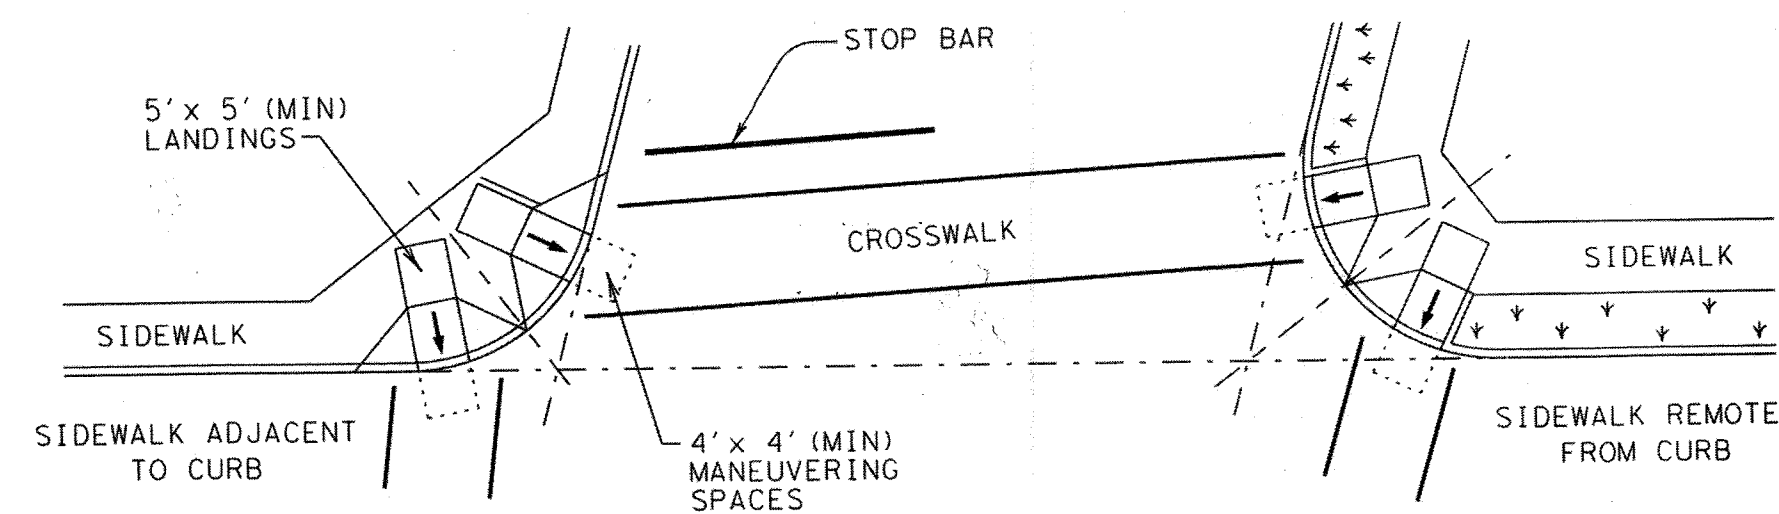 STOP BAR
5' x 5' (MIN)
LANDINGS
CROSSWALK
SIDEWALK
SIDEWALK
SIDEWALK ADJACENT
TO CURB
4' x 4' (MIN)
MANEUVERING
SPACES
SIDEWALK REMOTE
FROM CURB